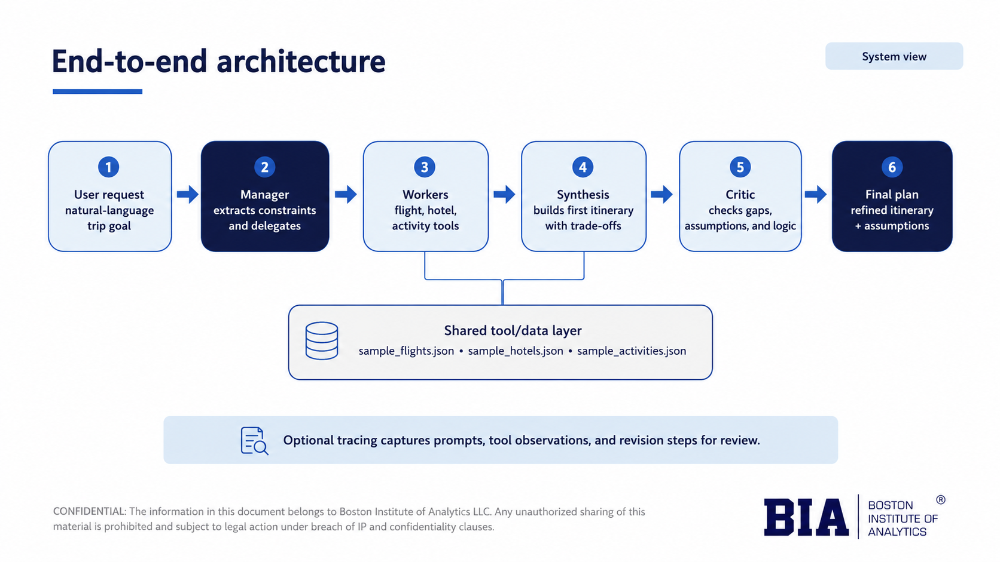 End-to-end architecture
System view
1
User request
natural-language
trip goal
2
Manager
extracts constraints
and delegates
3
Workers
flight, hotel,
activity tools
4
Synthesis
builds first itinerary
with trade-offs
5
Critic
checks gaps,
assumptions, and logic
6
Final plan
refined itinerary
+ assumptions
Shared tool/data layer
sample_flights.json • sample_hotels.json • sample_activities.json
Optional tracing captures prompts, tool observations, and revision steps for review.
CONFIDENTIAL: The information in this document belongs to Boston Institute of Analytics LLC. Any unauthorized sharing of this
material is prohibited and subject to legal action under breach of IP and confidentiality clauses.
BIA
BOSTON ®
INSTITUTE OF
ANALYTICS